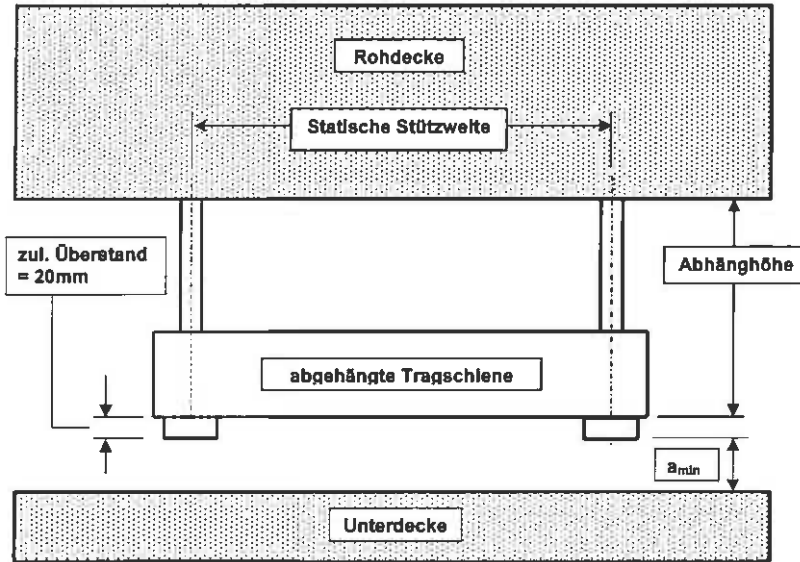 Rohdecke
Statische Stützweite
zul. Überstand
= 20mm
Abhänghöhe
abgehängte Tragschiene
amin
Unterdecke